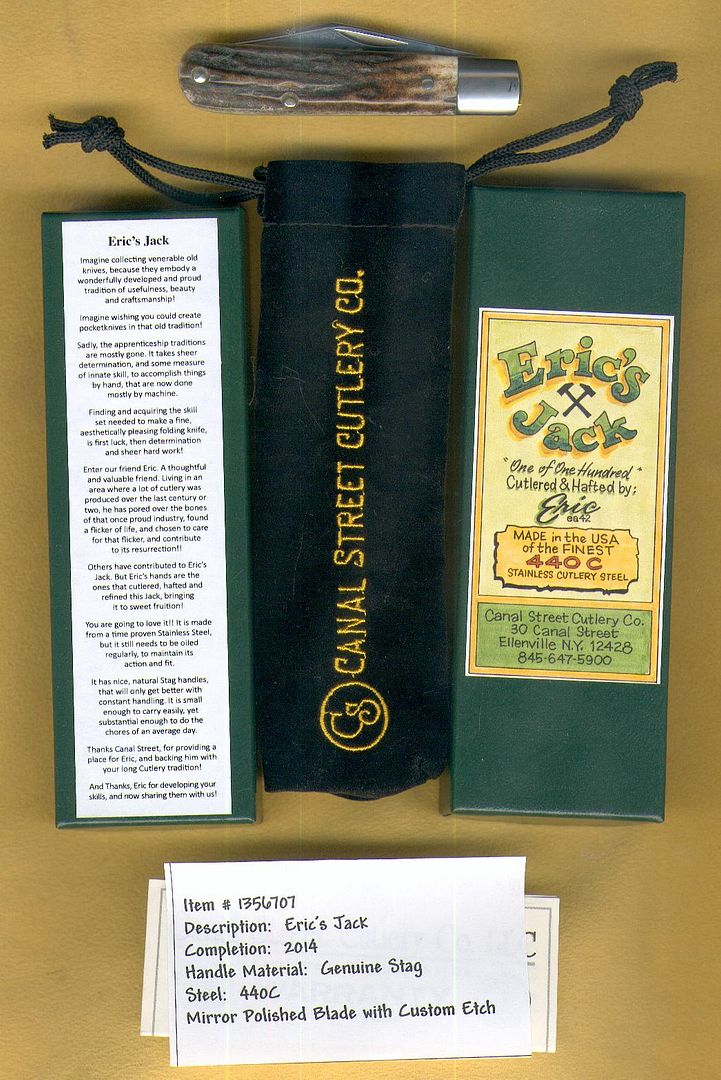 Eric's Jack
Imagine collecting venerable old
knives, because they embody a
wonderfully developed and proud
tradition of usefulness, beauty
and craftsmanship!
Imagine wishing you could create
pocketknives in that old tradition!
Sadly, the apprenticeship traditions
are mostly gone. It takes sheer
determination, and some measure
of innate skill, to accomplish things
by hand, that are now done
mostly by machine.
Finding and acquiring the skill
set needed to make a fine,
aesthetically pleasing folding knife,
is first luck, then determination
and sheer hard work!
Enter our friend Eric. A thoughtful
and valuable friend. Living in an
area where a lot of cutlery was
produced over the last century or
two, he has pored over the bones
of that once proud industry, found
a flicker of life, and chosen to care
for that flicker, and contribute
to its resurrection!!
Others have contributed to Eric's
Jack. But Eric's hands are the
ones that cutlered, hafted and
refined this Jack, bringing
it to sweet fruition!
You are going to love it!! It is made
from a time proven Stainless Steel,
but it still needs to be oiled
regularly, to maintain its
action and fit.
It has nice, natural Stag handles,
that will only get better with
constant handling. It is small
enough to carry easily, yet
substantial enough to do the
chores of an average day.
Thanks Canal Street, for providing a
place for Eric, and backing him with
your long Cutlery tradition!
And Thanks, Eric for developing your
skills, and now sharing them with us!
CANAL STREET CUTLERY CO.
CS
Eric's
Jack
"One of One Hundred"
Cutlered & Hafted by;
Eric
MADE in the USA
of the FINEST
440 C
STAINLESS CUTLERY STEEL
Canal Street Cutlery Co.
30 Canal Street
Ellenville N.Y. 12428
845-647-5900
Item # 1356707
Description: Eric's Jack
Completion: 2014
Handle Material: Genuine Stag
Steel: 440C
Mirror Polished Blade with Custom Etch